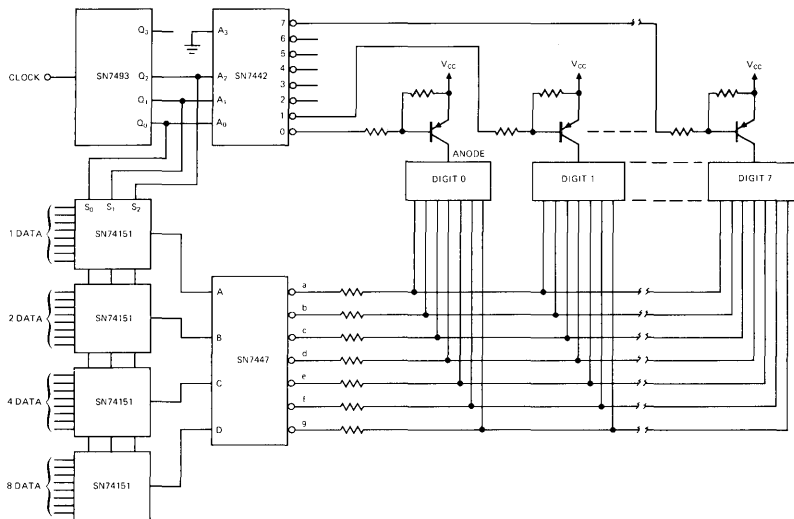 CLOCK
SN7493
Q3
Q2
Q1
Q0
A3
A2
A1
A0
SN7442
7
6
5
4
3
2
1
0
VCC
VCC
VCC
ANODE
DIGIT 0
DIGIT 1
DIGIT 7
S0 S1 S2
1 DATA
SN74151
2 DATA
SN74151
4 DATA
SN74151
8 DATA
SN74151
A
B
C
D
SN7447
a
b
c
d
e
f
g